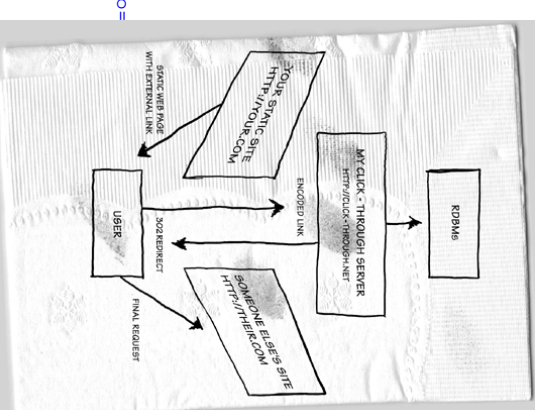 RDBMS
MY CLICK-THROUGH SERVER
HTTP://CLICK-THROUGH.NET
YOUR STATIC SITE
HTTP://YOUR.COM
ENCODED LINK
SOMEONE ELSE'S SITE
HTTP://THEIR.COM
STATIC WEB PAGE
WITH EXTERNAL LINK
302 REDIRECT
USER
FINAL REQUEST